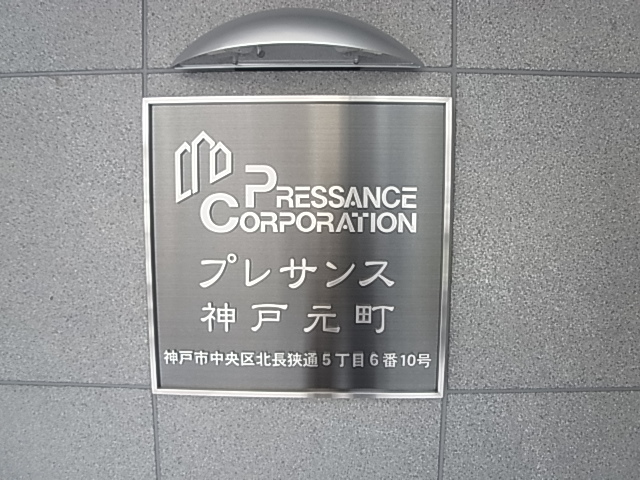 PRESSANCE
CORPORATION
プレサンス
神戸元町
神戸市中央区北長狭通5丁目6番10号